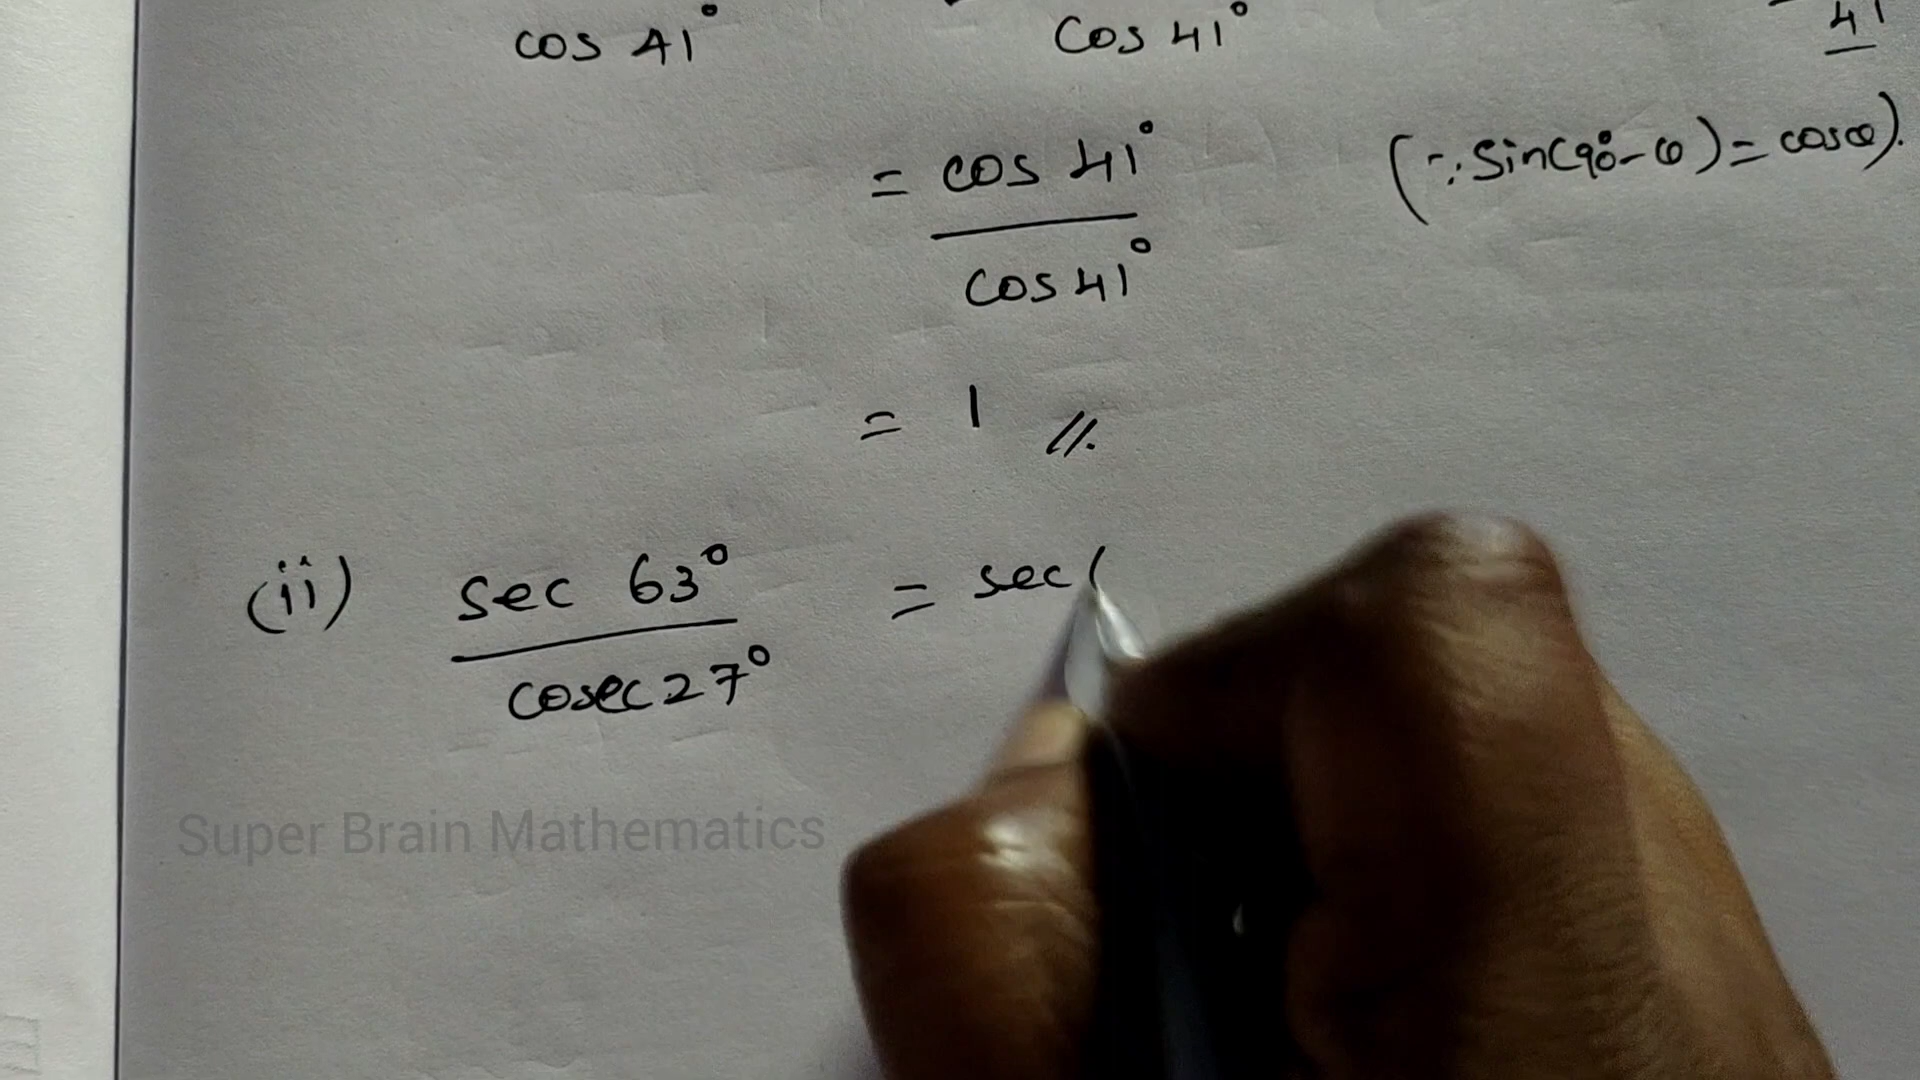 cos 41° cos 41° 41
= cos 41° (∵ sin(90°-θ) = cosθ).
cos 41°
= 1 //.
(ii) sec 63° = sec(
cosec 27°
Super Brain Mathematics